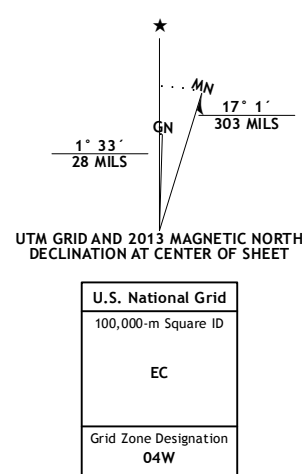 ★
MN
GN
17° 1´
303 MILS
1° 33´
28 MILS
UTM GRID AND 2013 MAGNETIC NORTH
DECLINATION AT CENTER OF SHEET
U.S. National Grid
100,000-m Square ID
EC
Grid Zone Designation
04W